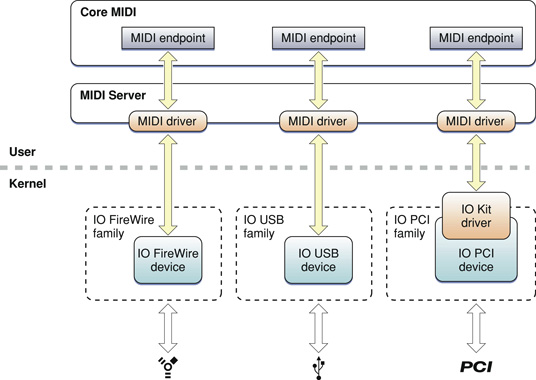 Core MIDI
MIDI endpoint
MIDI endpoint
MIDI endpoint
MIDI Server
MIDI driver
MIDI driver
MIDI driver
User
Kernel
IO FireWire
family
IO FireWire
device
IO USB
family
IO USB
device
IO PCI
family
IO Kit
driver
IO PCI
device
PCI